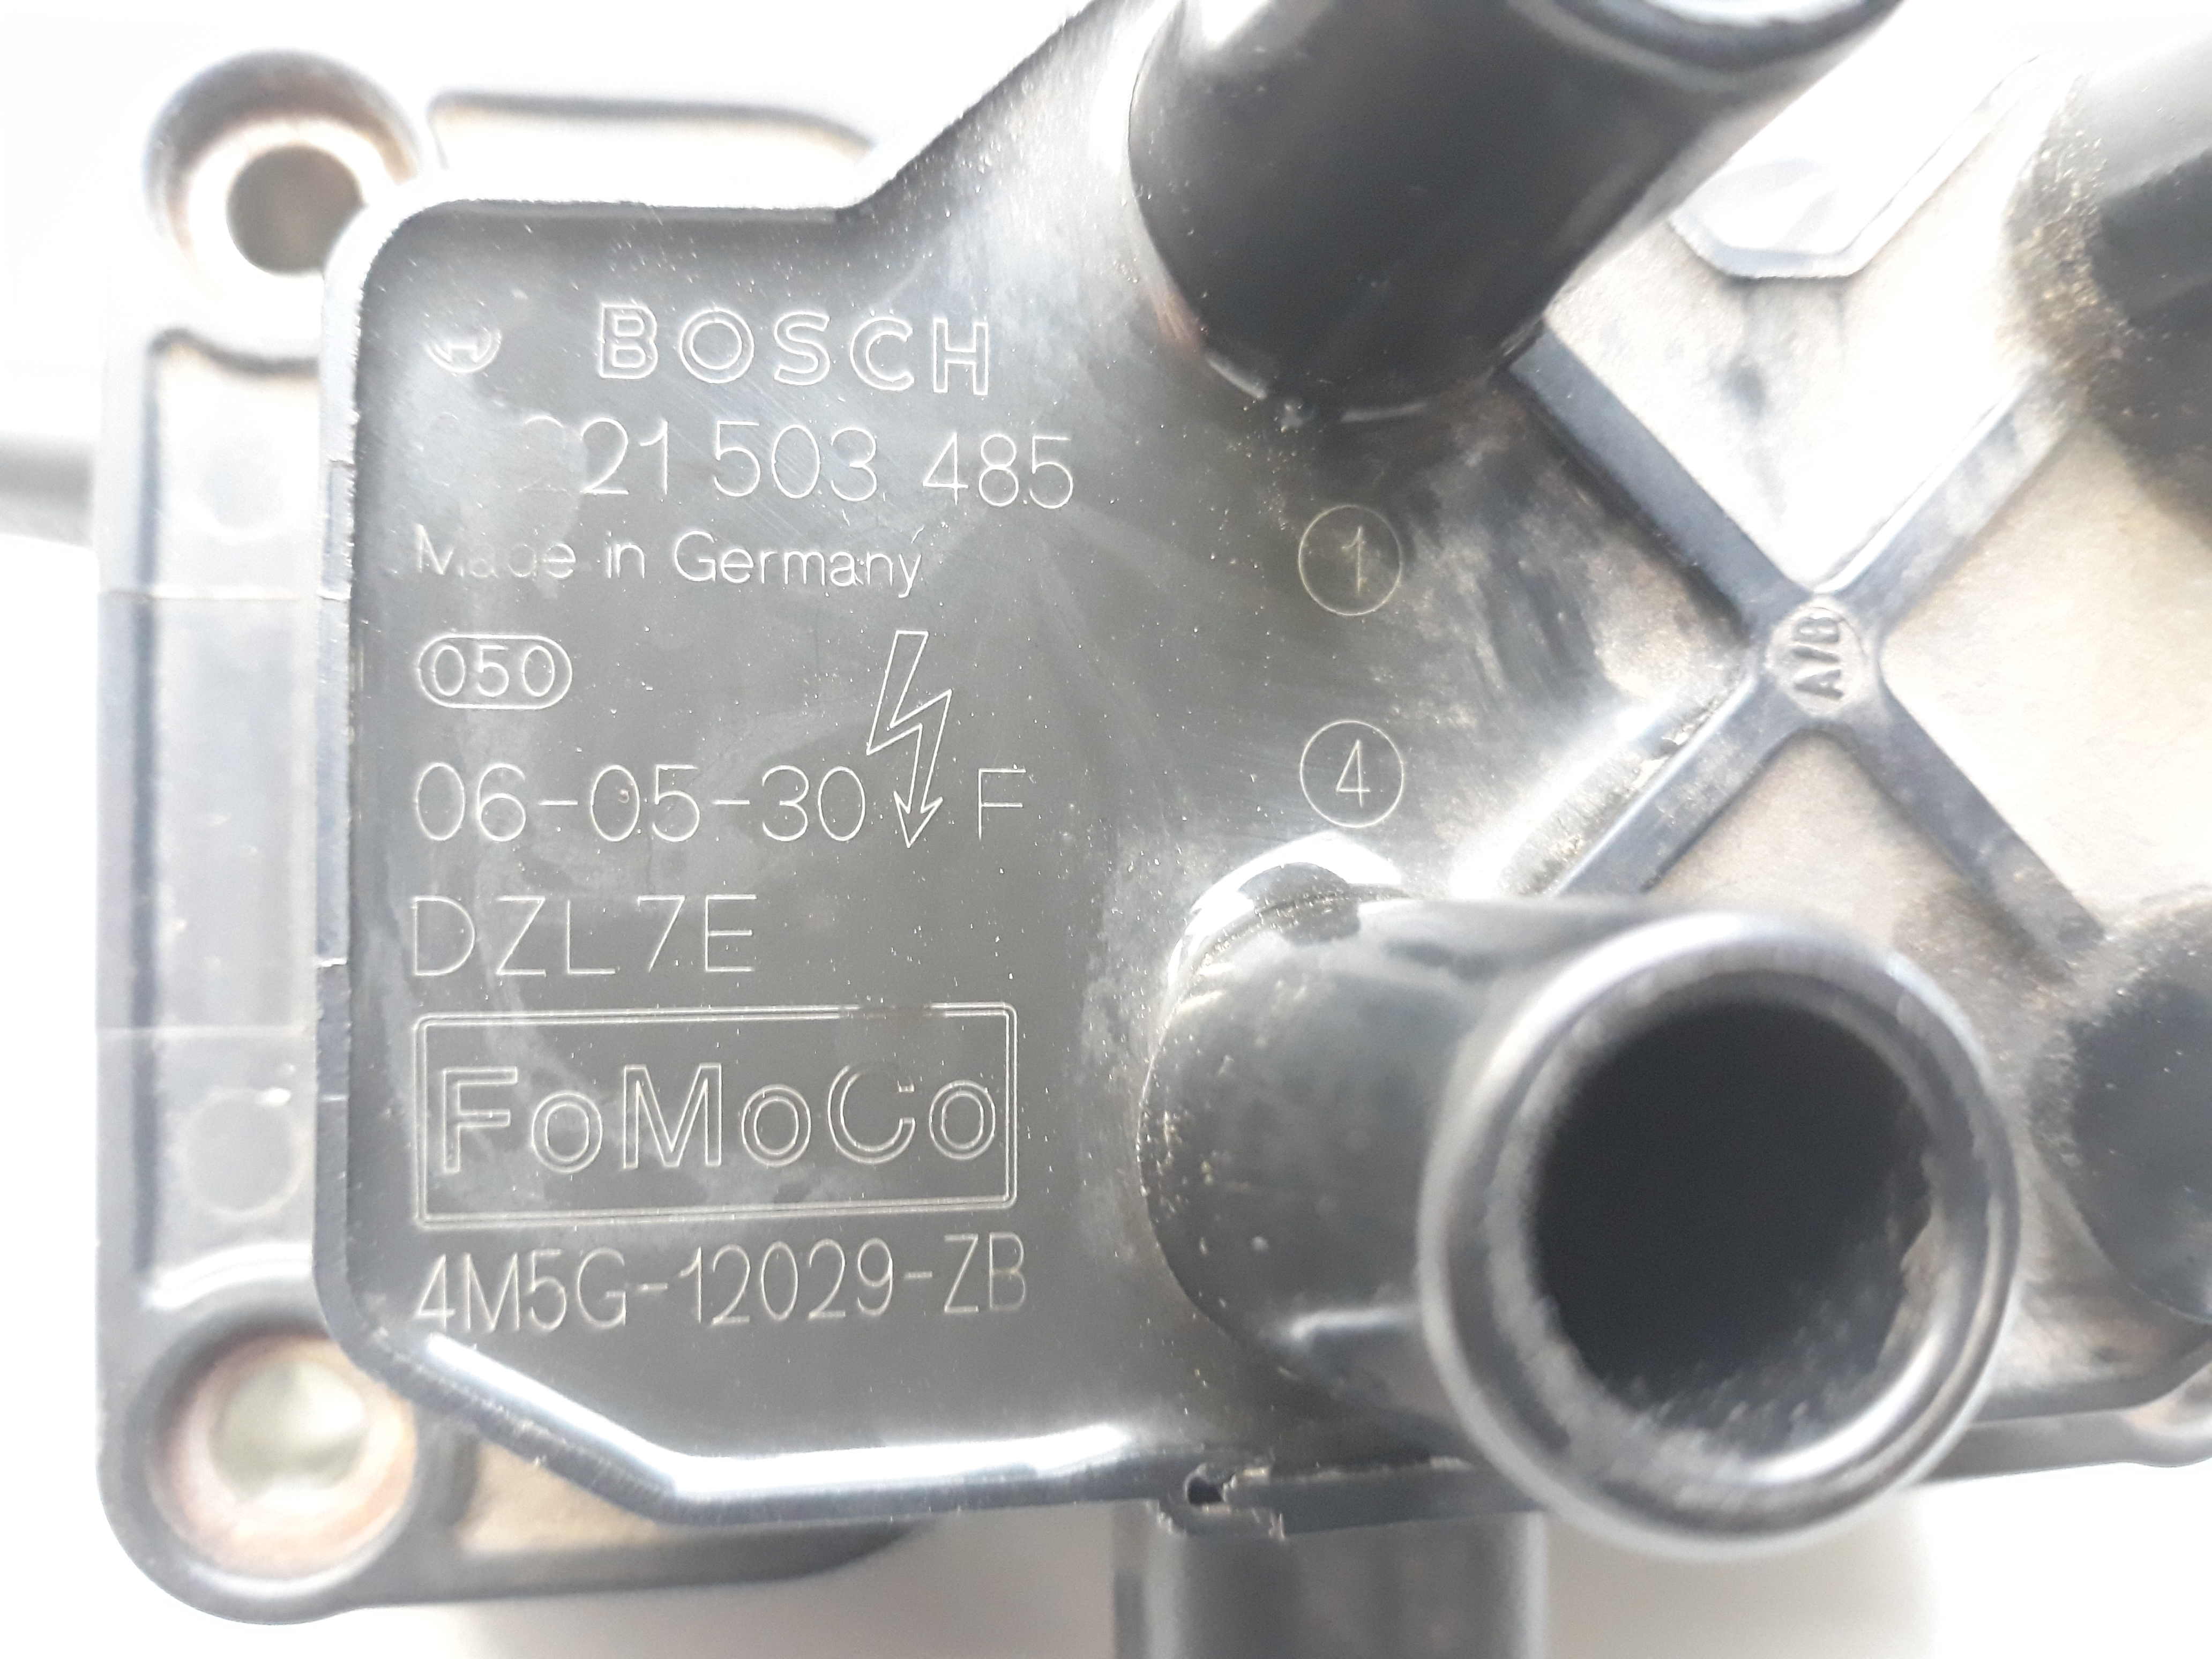 BOSCH
221 503 485
Made in Germany
050
06-05-30 F
DZL7E
FoMoCo
4M5G-12029-ZB
1
4
A/B